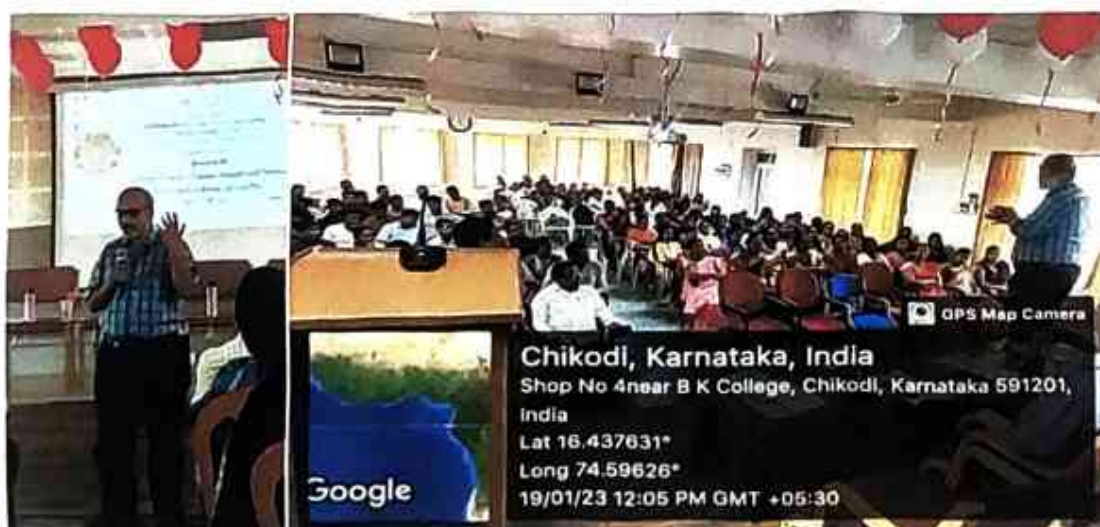 GPS Map Camera
Chikodi, Karnataka, India
Shop No 4near B K College, Chikodi, Karnataka 591201,
India
Lat 16.437631°
Long 74.59626°
19/01/23 12:05 PM GMT +05:30
Google